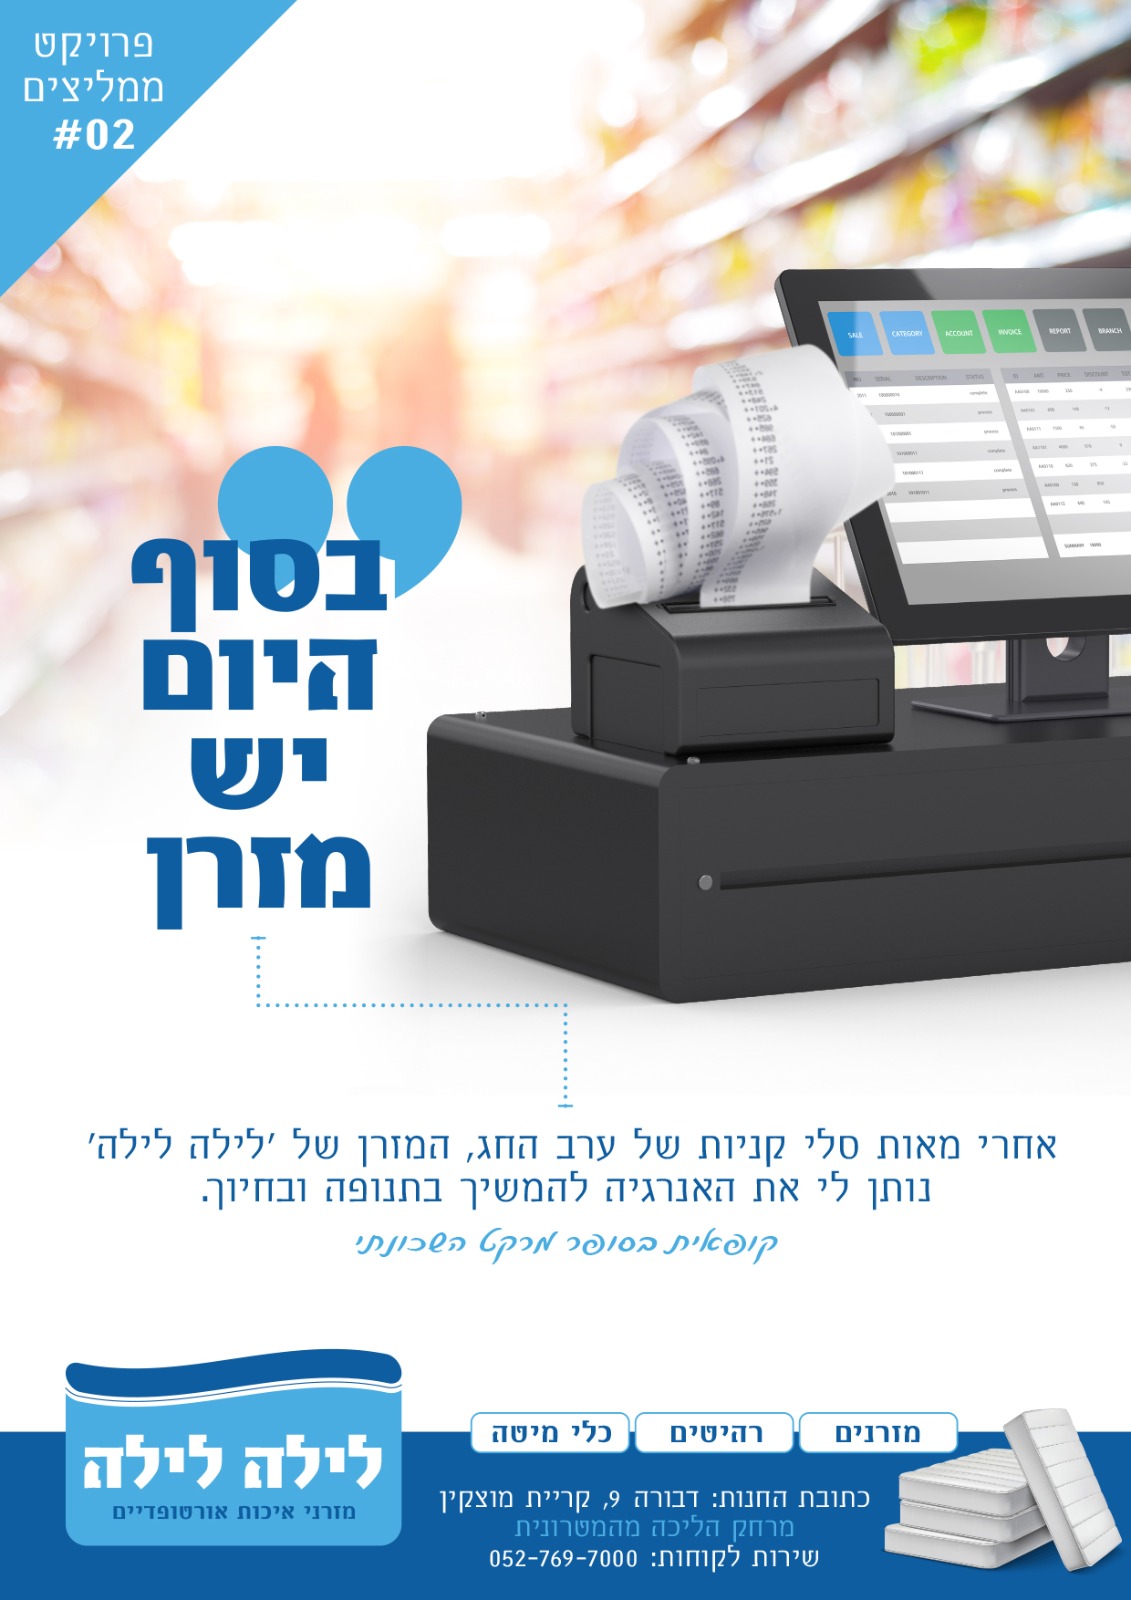 פרויקט
ממליצים
#02
SALE
CATEGORY
ACCOUNT
INVOICE
REPORT
BRANCH
בסוף
היום
יש
מזרן
אחרי מאות סלי קניות של ערב החג, המזרן של 'לילה לילה'
נותן לי את האנרגיה להמשיך בתנופה ובחיוך.
קופאית בסופר מרקט השכונתי
לילה לילה
מזרני איכות אורטופדיים
מזרנים
רהיטים
כלי מיטה
כתובת החנות: דבורה 9, קריית מוצקין
מרחק הליכה מהמטרונית
שירות לקוחות: 052-769-7000